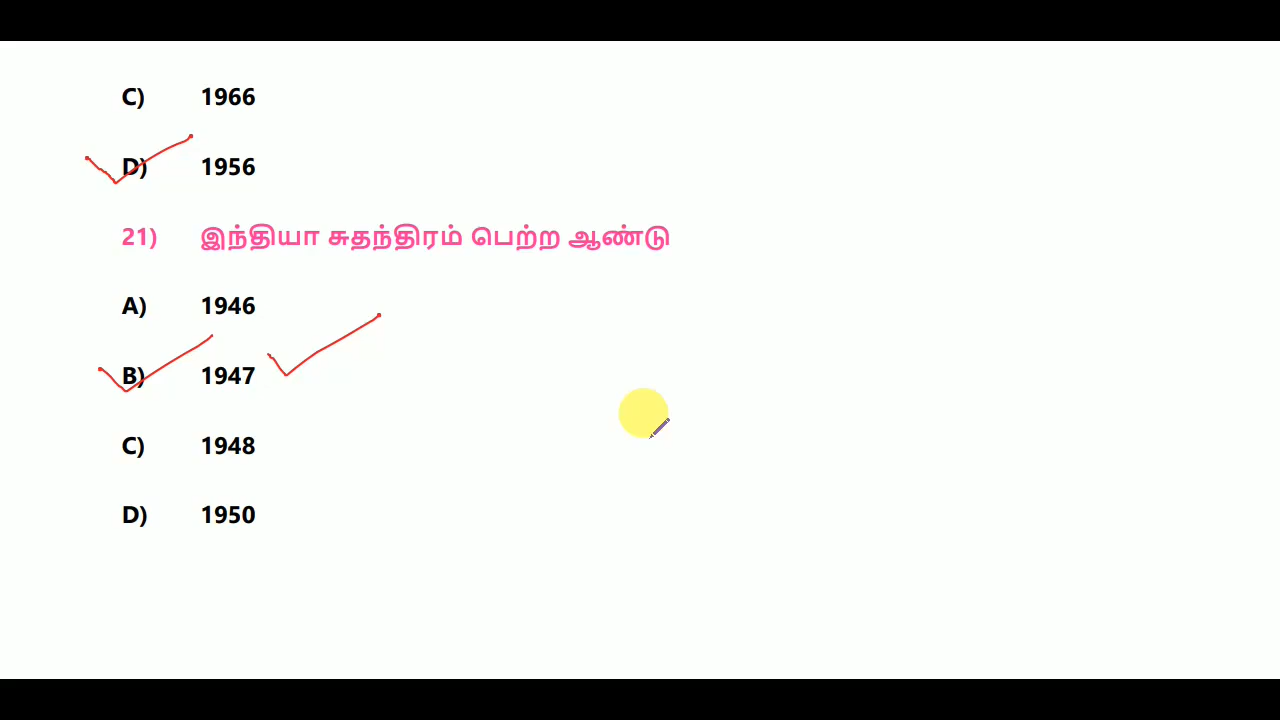 C) 1966
D) 1956
21) இந்தியா சுதந்திரம் பெற்ற ஆண்டு
A) 1946
B) 1947
C) 1948
D) 1950